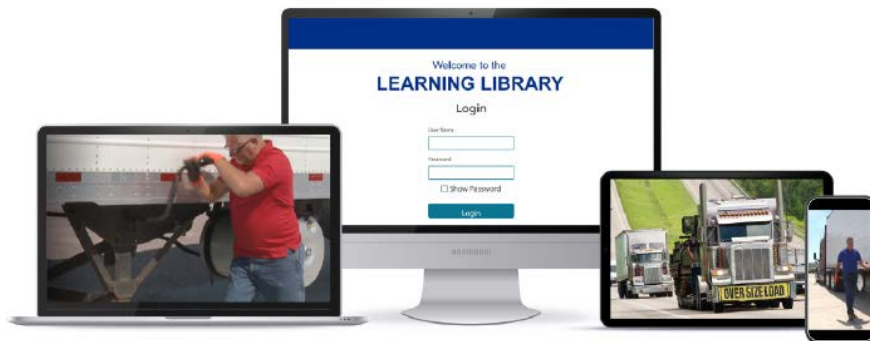 Welcome to the
LEARNING LIBRARY
Login
User Name
Password
Show Password
Login
OVERSIZE LOAD